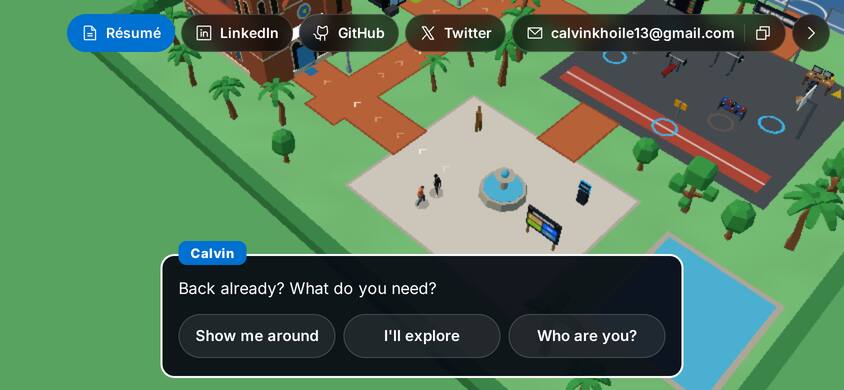 Résumé
LinkedIn
GitHub
Twitter
calvinkhoile13@gmail.com
Calvin
Back already? What do you need?
Show me around
I'll explore
Who are you?